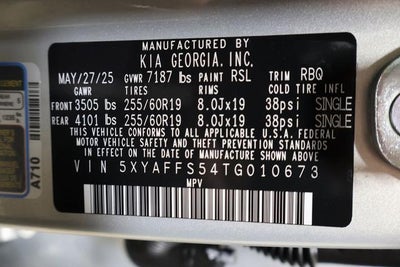 MANUFACTURED BY
KIA GEORGIA, INC.
MAY/27/25 GVWR 7187 lbs PAINT RSL TRIM RBQ
GAWR TIRES RIMS COLD TIRE INFL
FRONT 3505 lbs 255/60R19 8.0Jx19 38psi SINGLE
REAR 4101 lbs 255/60R19 8.0Jx19 38psi SINGLE
THIS VEHICLE CONFORMS TO ALL APPLICABLE U.S.A. FEDERAL
MOTOR VEHICLE SAFETY STANDARDS IN EFFECT ON THE
DATE OF MANUFACTURE SHOWN ABOVE
VIN 5XYAFFS54TG010673
MPV
A710